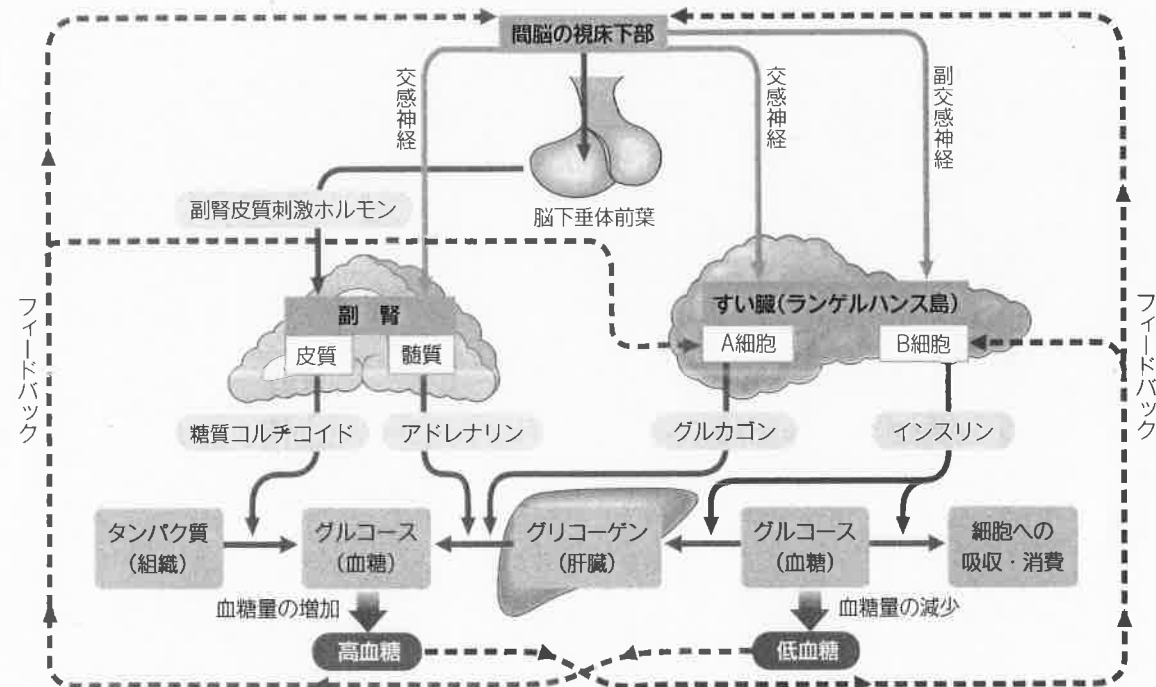 間脳の視床下部
交感神経
交感神経
副交感神経
副腎皮質刺激ホルモン
脳下垂体前葉
フィードバック
フィードバック
副 腎
皮質
髄質
すい臓(ランゲルハンス島)
A細胞
B細胞
糖質コルチコイド
アドレナリン
グルカゴン
インスリン
タンパク質
(組織)
グルコース
(血糖)
グリコーゲン
(肝臓)
グルコース
(血糖)
細胞への
吸収・消費
血糖量の増加
血糖量の減少
高血糖
低血糖